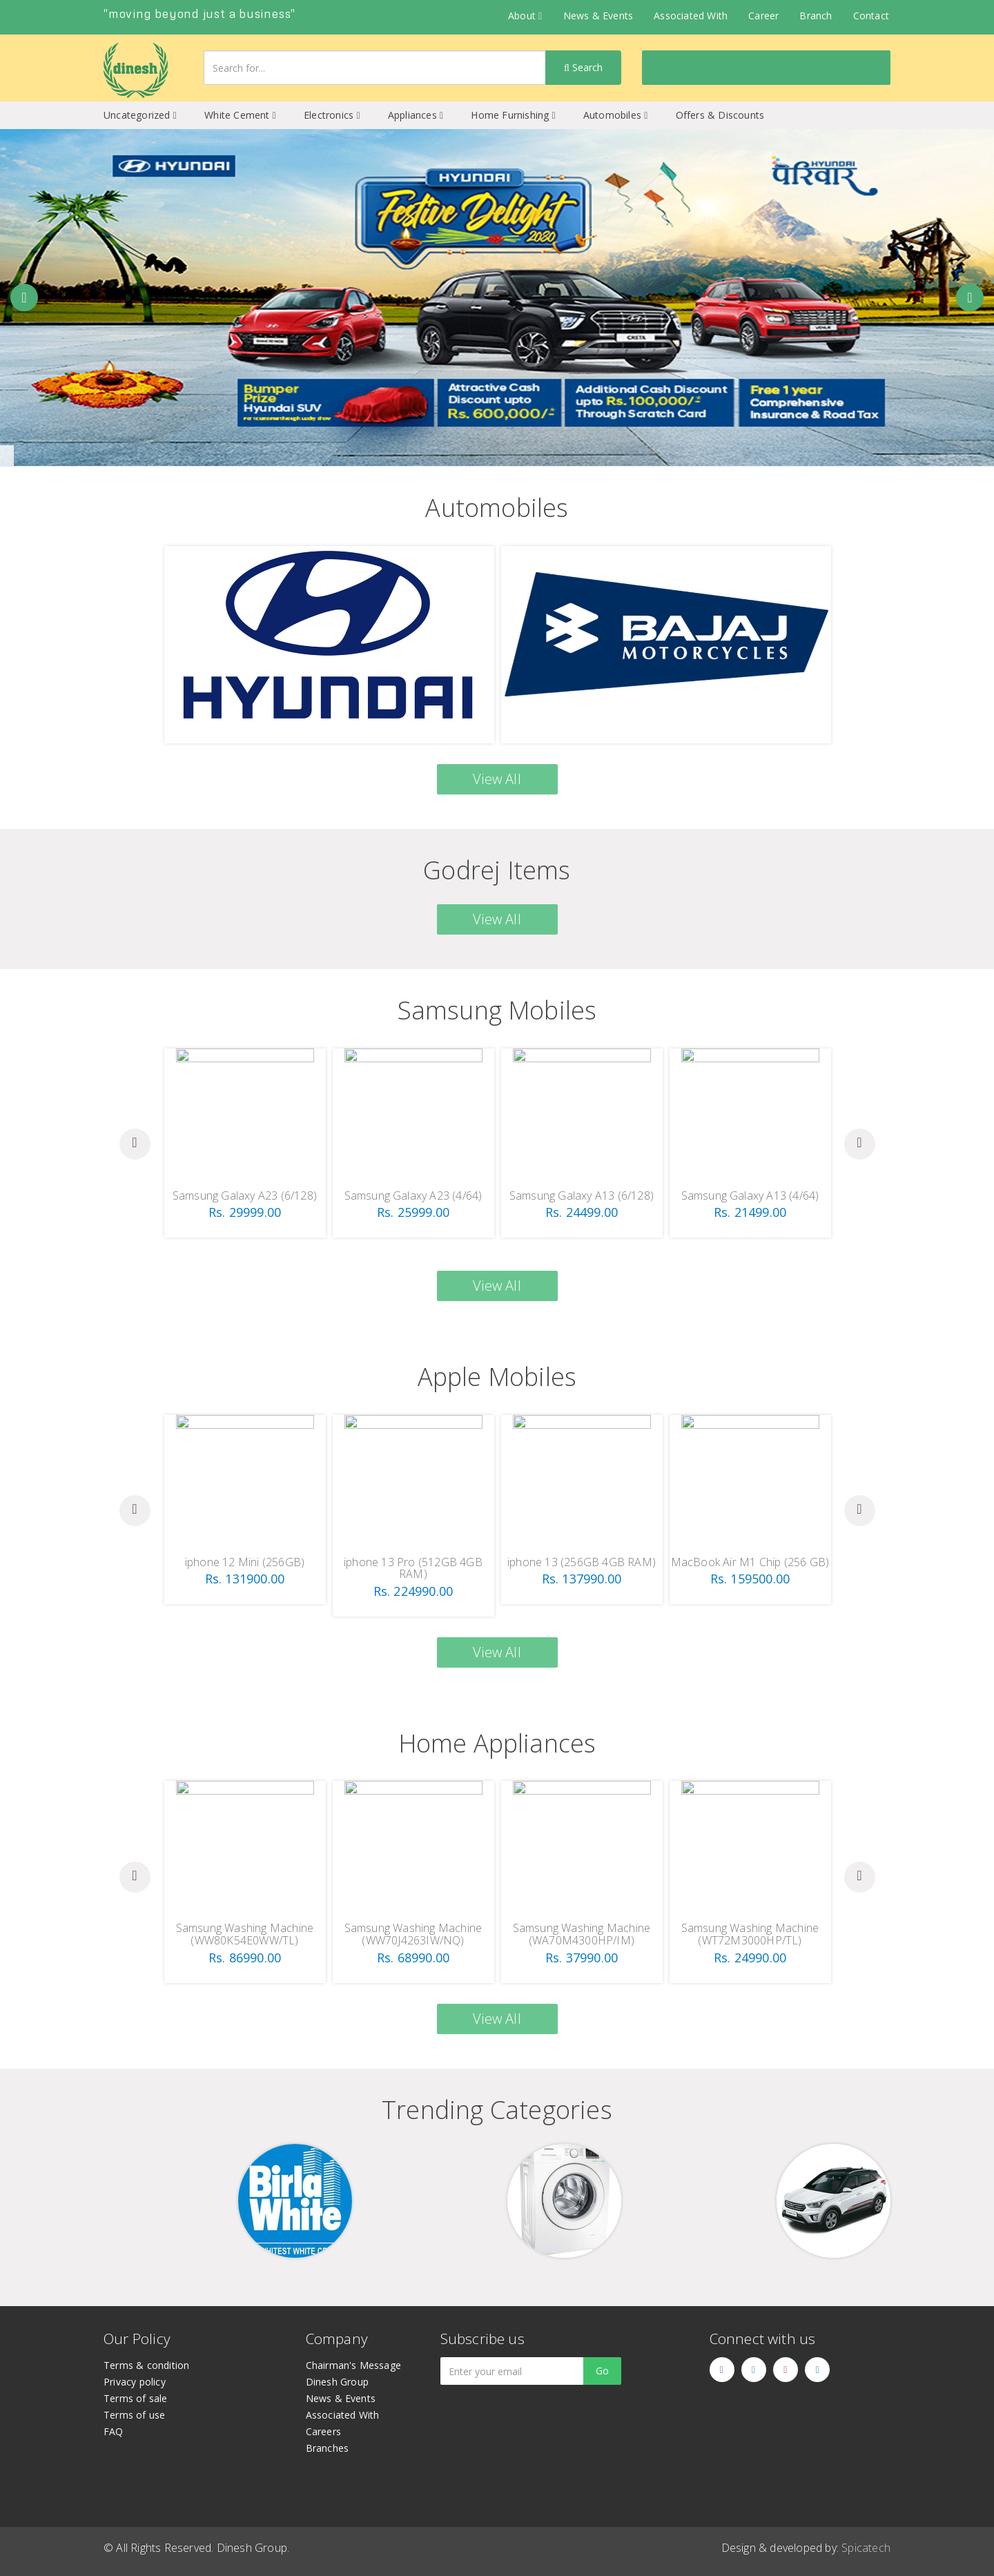 "moving beyond just a business"
About
News & Events
Associated With
Career
Branch
Contact
dinesh
Search for...
Search
Uncategorized
White Cement
Electronics
Appliances
Home Furnishing
Automobiles
Offers & Discounts
HYUNDAI
HYUNDAI
Festive Delight
2020
HYUNDAI
परिवार
CRETA
VENUE
Bumper
Prize
Hyundai SUV
Attractive Cash
Discount upto
Rs. 600,000/-
Additional Cash Discount
upto Rs. 100,000/-
Through Scratch Card
Free 1 year
Comprehensive
Insurance & Road Tax
Automobiles
HYUNDAI
BAJAJ
MOTORCYCLES
View All
Godrej Items
View All
Samsung Mobiles
Samsung Galaxy A23 (6/128)
Rs. 29999.00
Samsung Galaxy A23 (4/64)
Rs. 25999.00
Samsung Galaxy A13 (6/128)
Rs. 24499.00
Samsung Galaxy A13 (4/64)
Rs. 21499.00
View All
Apple Mobiles
iphone 12 Mini (256GB)
Rs. 131900.00
iphone 13 Pro (512GB 4GB
RAM)
Rs. 224990.00
iphone 13 (256GB 4GB RAM)
Rs. 137990.00
MacBook Air M1 Chip (256 GB)
Rs. 159500.00
View All
Home Appliances
Samsung Washing Machine
(WW80K54E0WW/TL)
Rs. 86990.00
Samsung Washing Machine
(WW70J4263IW/NQ)
Rs. 68990.00
Samsung Washing Machine
(WA70M4300HP/IM)
Rs. 37990.00
Samsung Washing Machine
(WT72M3000HP/TL)
Rs. 24990.00
View All
Trending Categories
Birla
White
WHITEST WHITE
Our Policy
Terms & condition
Privacy policy
Terms of sale
Terms of use
FAQ
Company
Chairman's Message
Dinesh Group
News & Events
Associated With
Careers
Branches
Subscribe us
Enter your email
Go
Connect with us
© All Rights Reserved. Dinesh Group.
Design & developed by: Spicatech